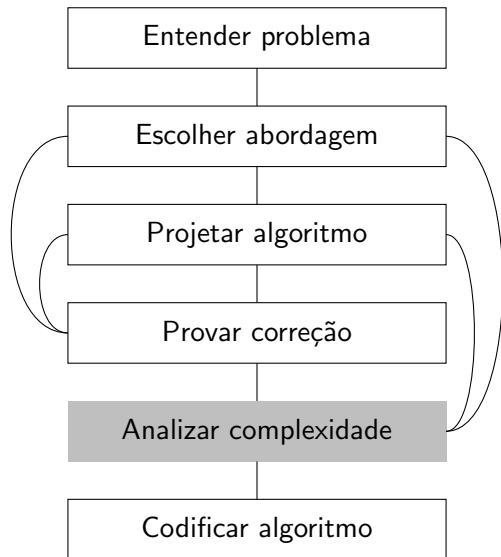 Entender problema
Escolher abordagem
Projetar algoritmo
Provar correção
Analizar complexidade
Codificar algoritmo